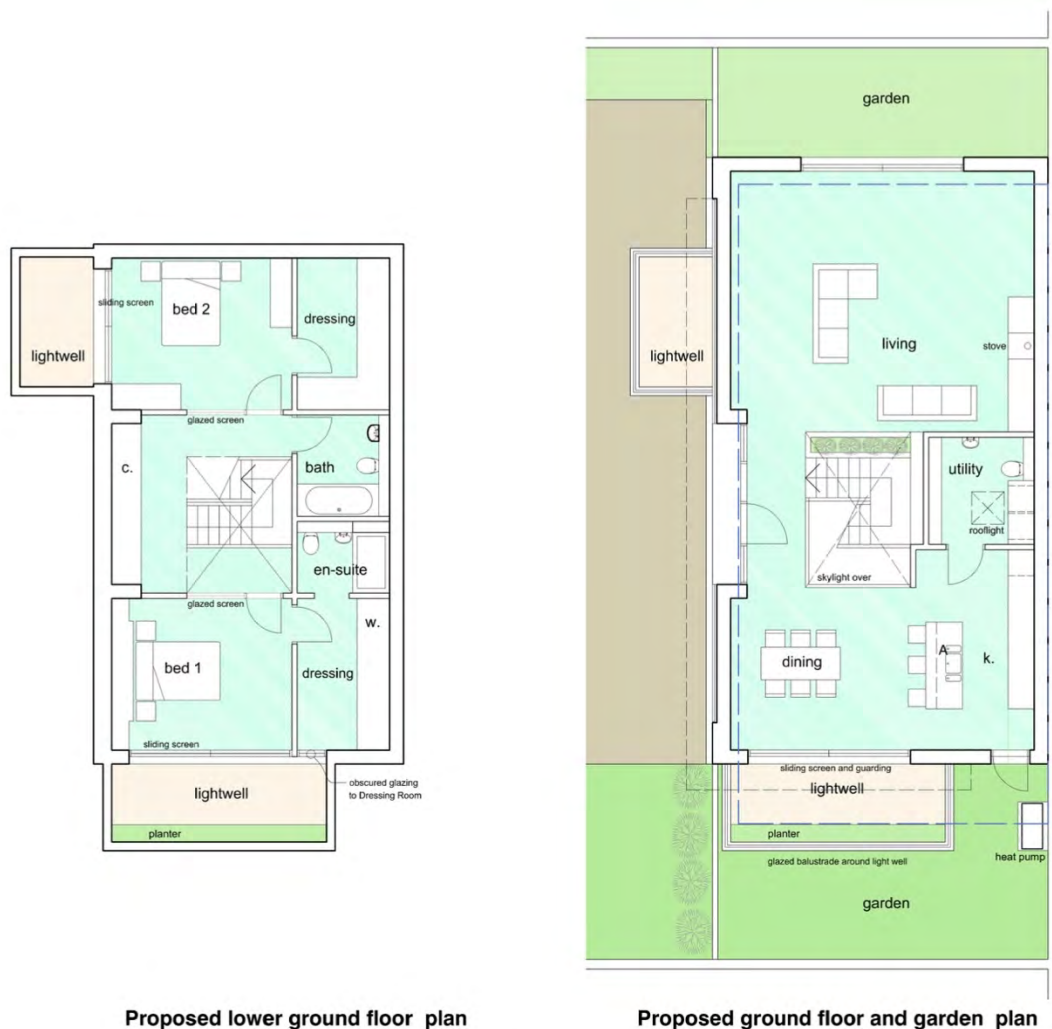 sliding screen
bed 2
dressing
lightwell
glazed screen
c.
bath
en-suite
glazed screen
w.
bed 1
dressing
sliding screen
obscured glazing
to Dressing Room
lightwell
planter
Proposed lower ground floor plan
garden
lightwell
living
stove
utility
rooflight
skylight over
dining
A
k.
sliding screen and guarding
lightwell
planter
glazed balustrade around light well
heat pump
garden
Proposed ground floor and garden plan